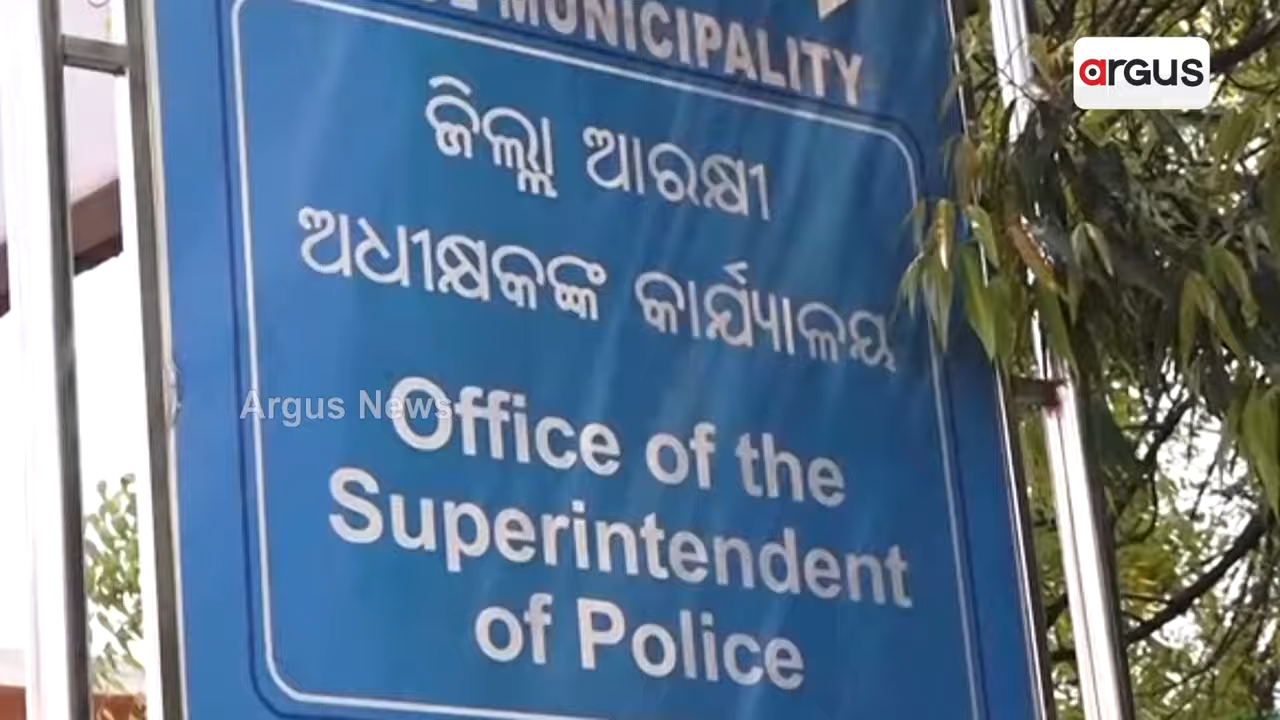 MUNICIPALITY
argus
ଜିଲ୍ଲା ଆରକ୍ଷୀ
ଅଧୀକ୍ଷକଙ୍କ କାର୍ଯ୍ୟାଳୟ
Argus News
Office of the
Superintendent
of Police